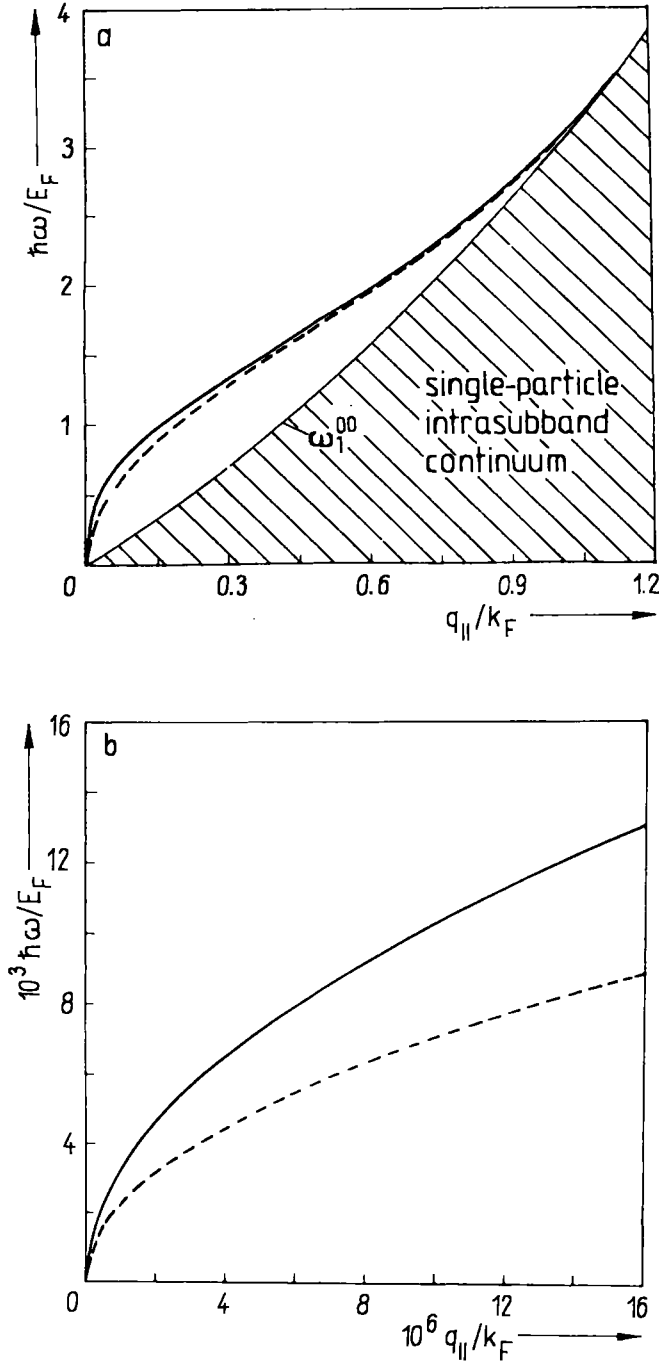 a
ħω/E_F
4
3
2
1
0
0.3
0.6
0.9
1.2
q_||/k_F
ω_1^00
single-particle
intrasubband
continuum
b
10^3 ħω/E_F
16
12
8
4
0
4
8
12
16
10^6 q_||/k_F